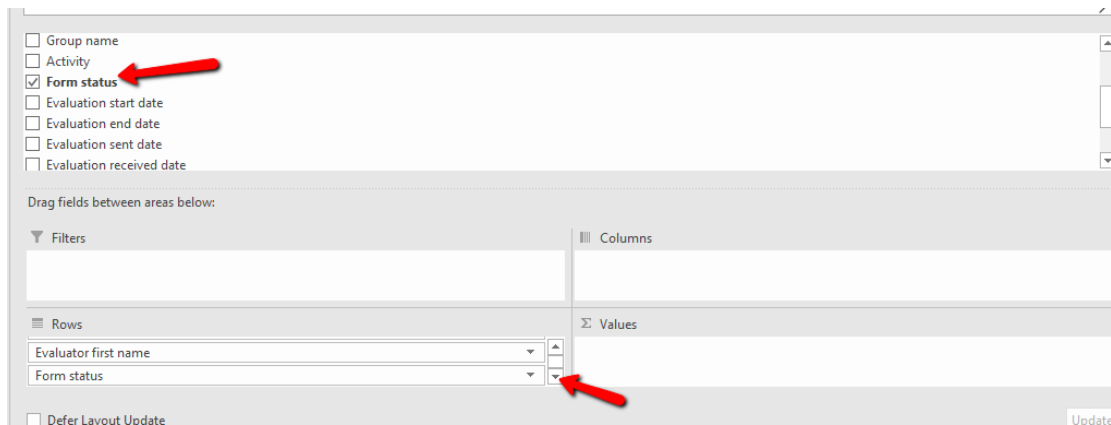 Group name
Activity
Form status
Evaluation start date
Evaluation end date
Evaluation sent date
Evaluation received date
Drag fields between areas below:
Filters
Columns
Rows
Σ Values
Evaluator first name
Form status
Defer Layout Update
Update